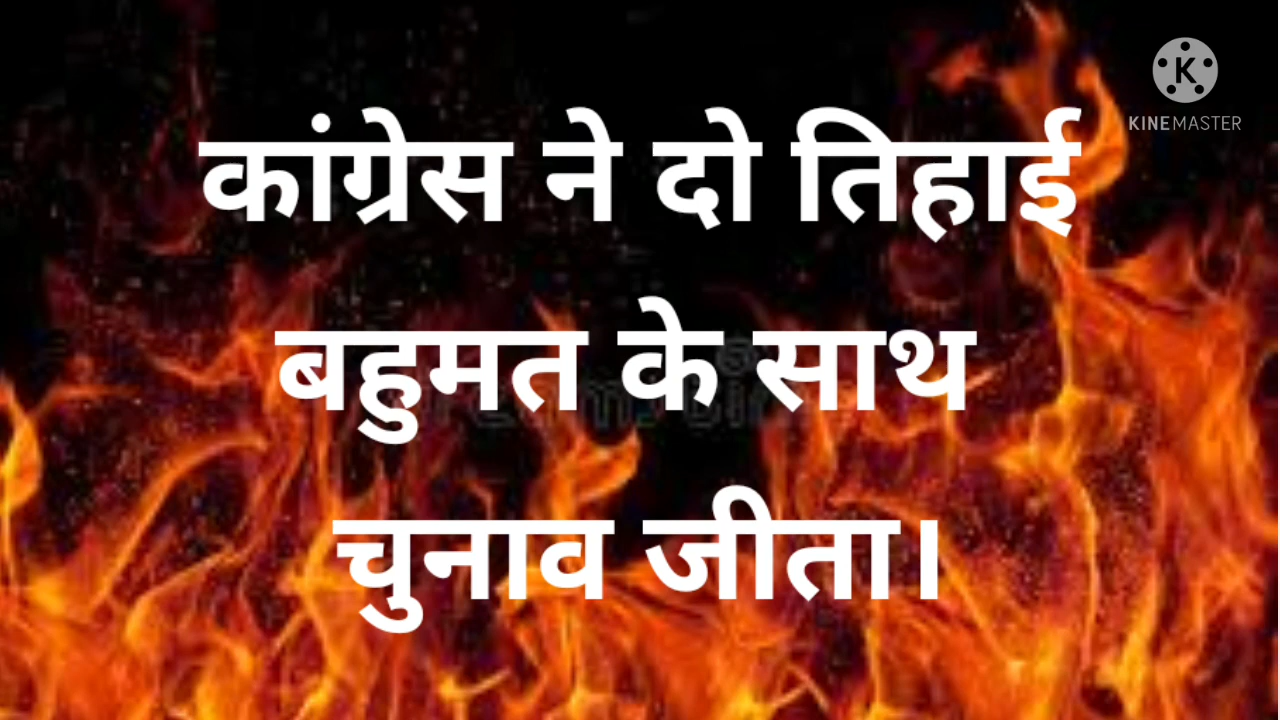 KINEMASTER
कांग्रेस ने दो तिहाई
बहुमत के साथ
चुनाव जीता।